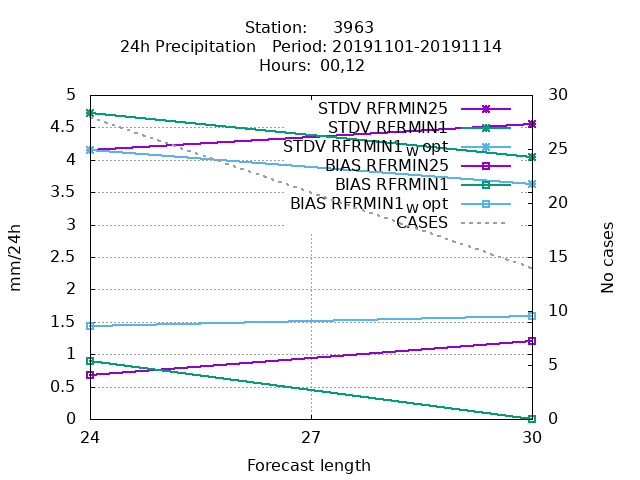 Station: 3963
24h Precipitation Period: 20191101-20191114
Hours: 00,12
STDV RFRMIN25
STDV RFRMIN1
STDV RFRMIN1_w opt
BIAS RFRMIN25
BIAS RFRMIN1
BIAS RFRMIN1_w opt
CASES
5
4.5
4
3.5
3
2.5
2
1.5
1
0.5
0
30
25
20
15
10
5
0
mm/24h
No cases
24
27
30
Forecast length